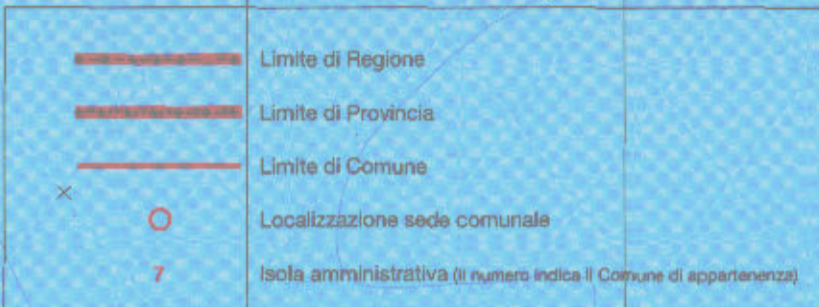 Limite di Regione
Limite di Provincia
Limite di Comune
Localizzazione sede comunale
7 Isola amministrativa (il numero indica il Comune di appartenenza)